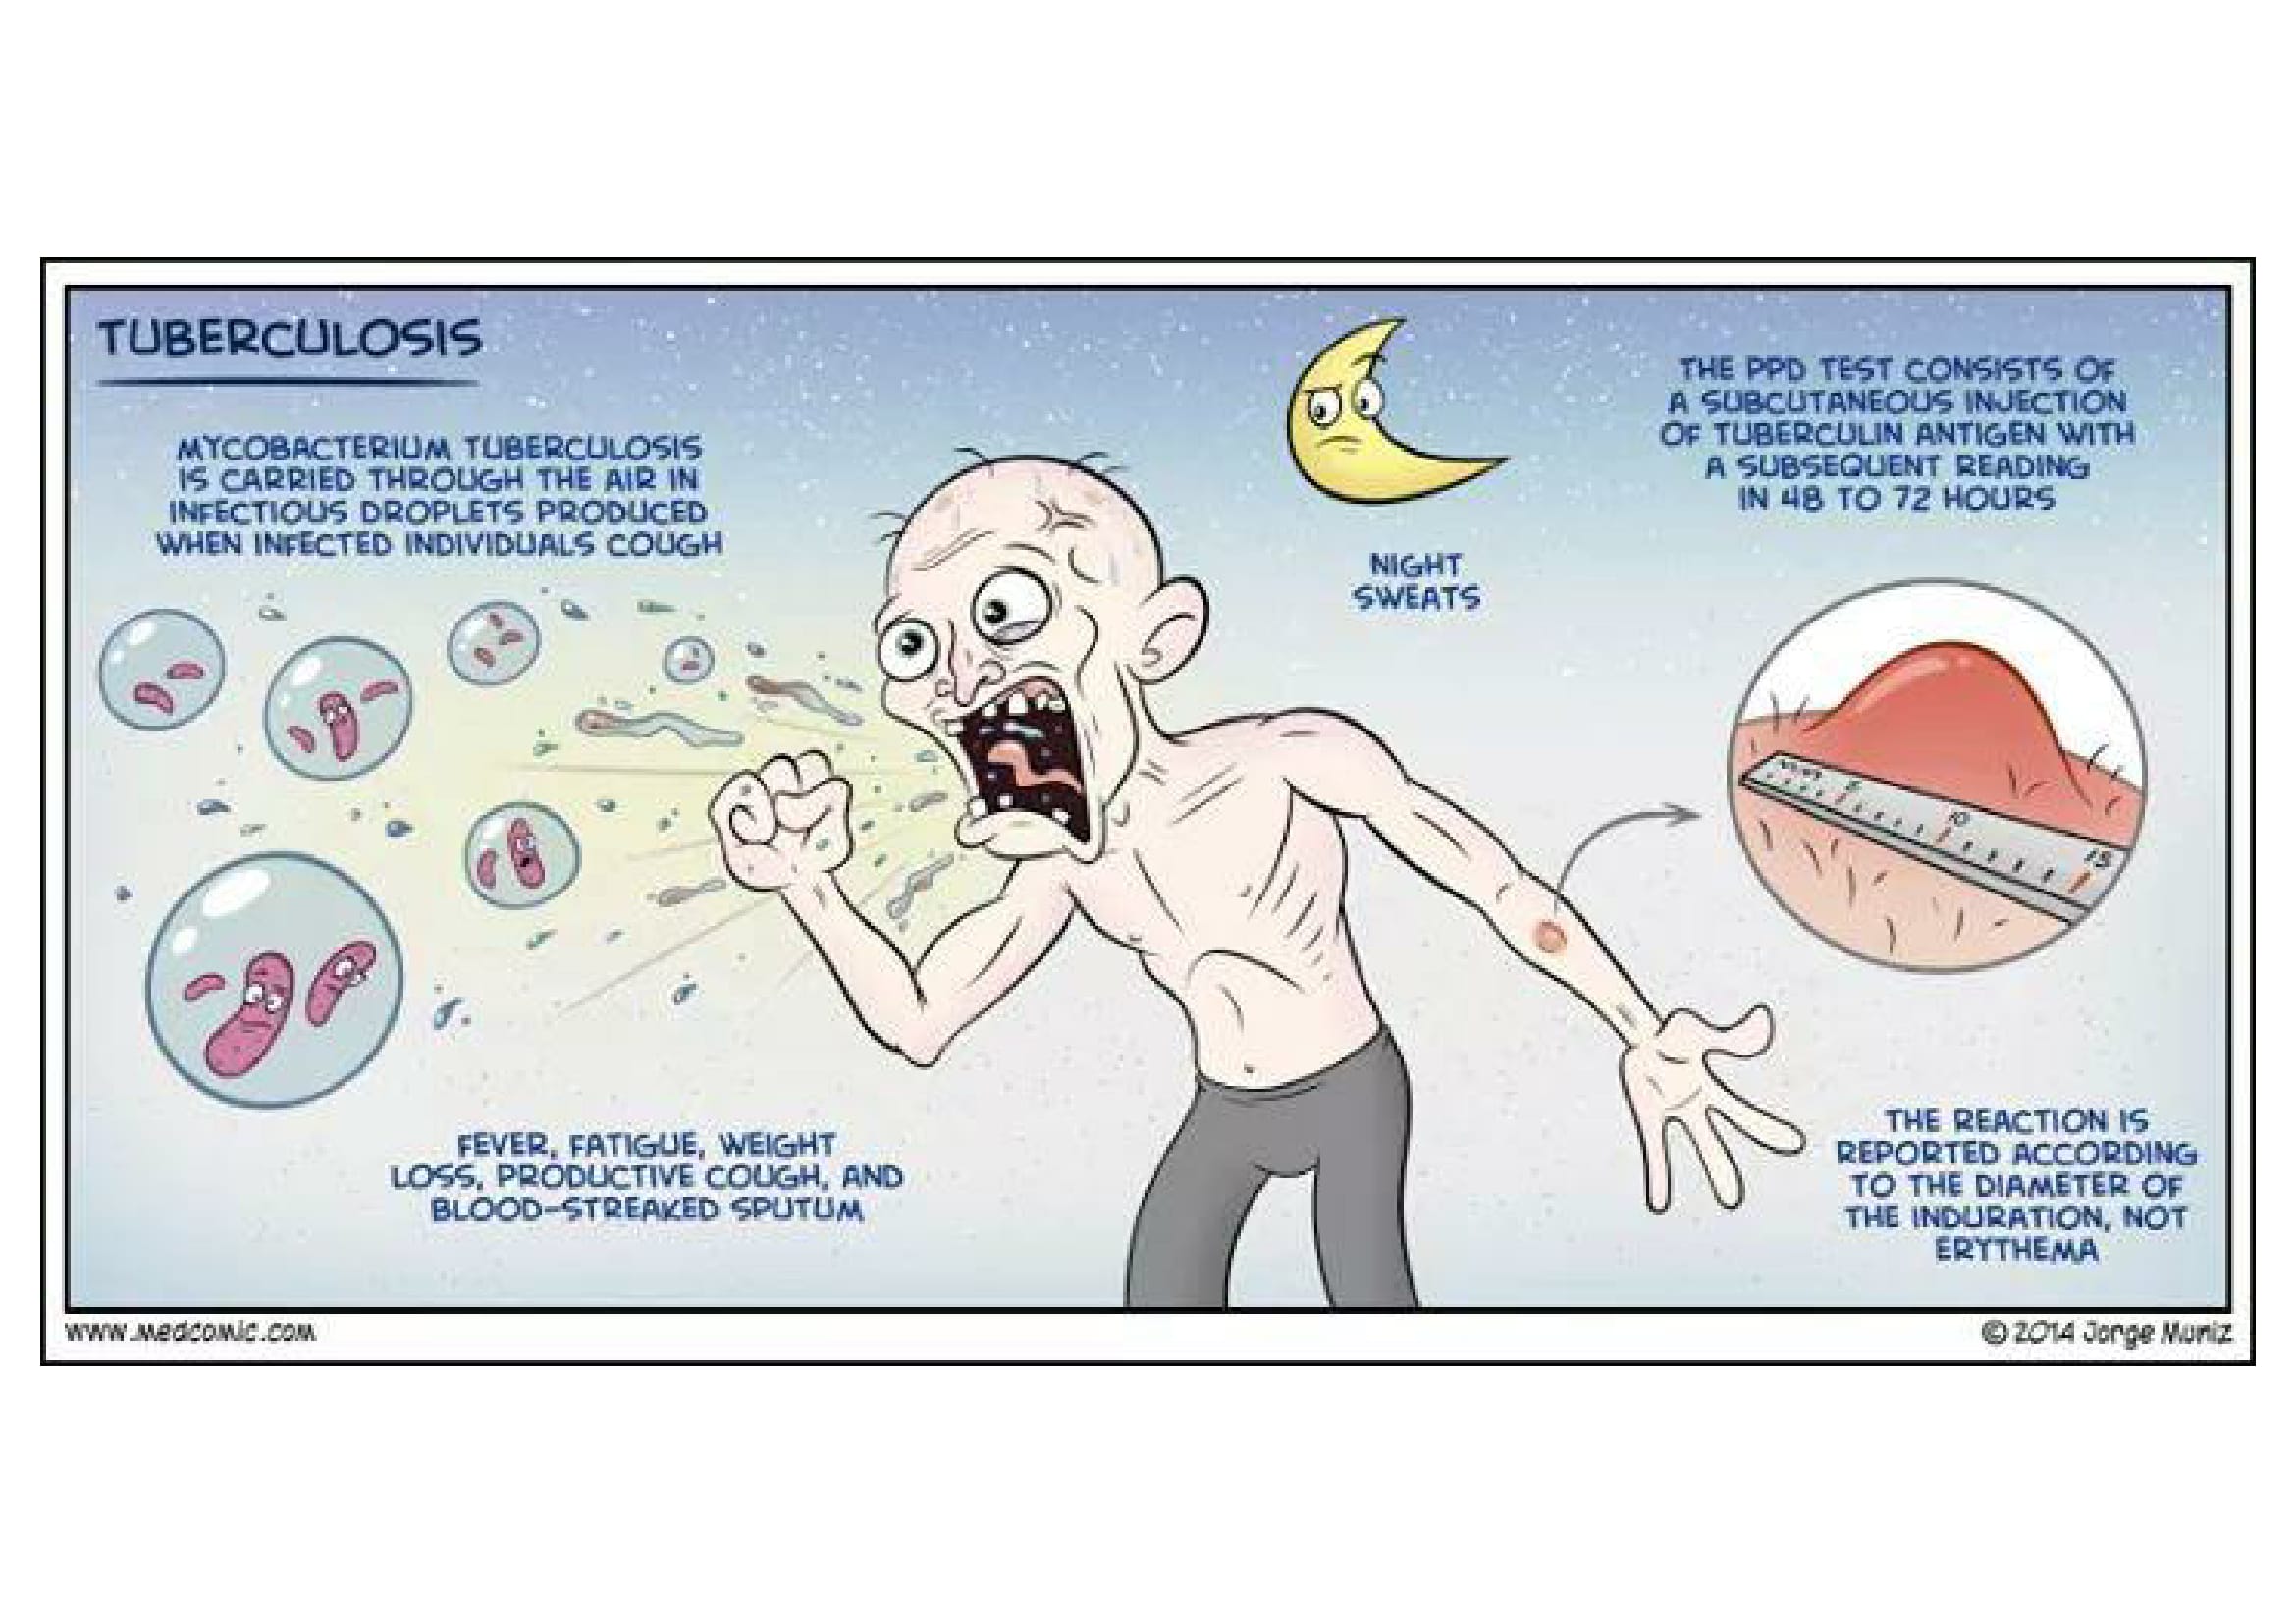 TUBERCULOSIS
MYCOBACTERIUM TUBERCULOSIS
IS CARRIED THROUGH THE AIR IN
INFECTIOUS DROPLETS PRODUCED
WHEN INFECTED INDIVIDUALS COUGH
NIGHT
SWEATS
THE PPD TEST CONSISTS OF
A SUBCUTANEOUS INJECTION
OF TUBERCULIN ANTIGEN WITH
A SUBSEQUENT READING
IN 48 TO 72 HOURS
5
10
15
FEVER, FATIGUE, WEIGHT
LOSS, PRODUCTIVE COUGH, AND
BLOOD-STREAKED SPUTUM
THE REACTION IS
REPORTED ACCORDING
TO THE DIAMETER OF
THE INDURATION, NOT
ERYTHEMA
www.medcomic.com
© 2014 Jorge Muniz